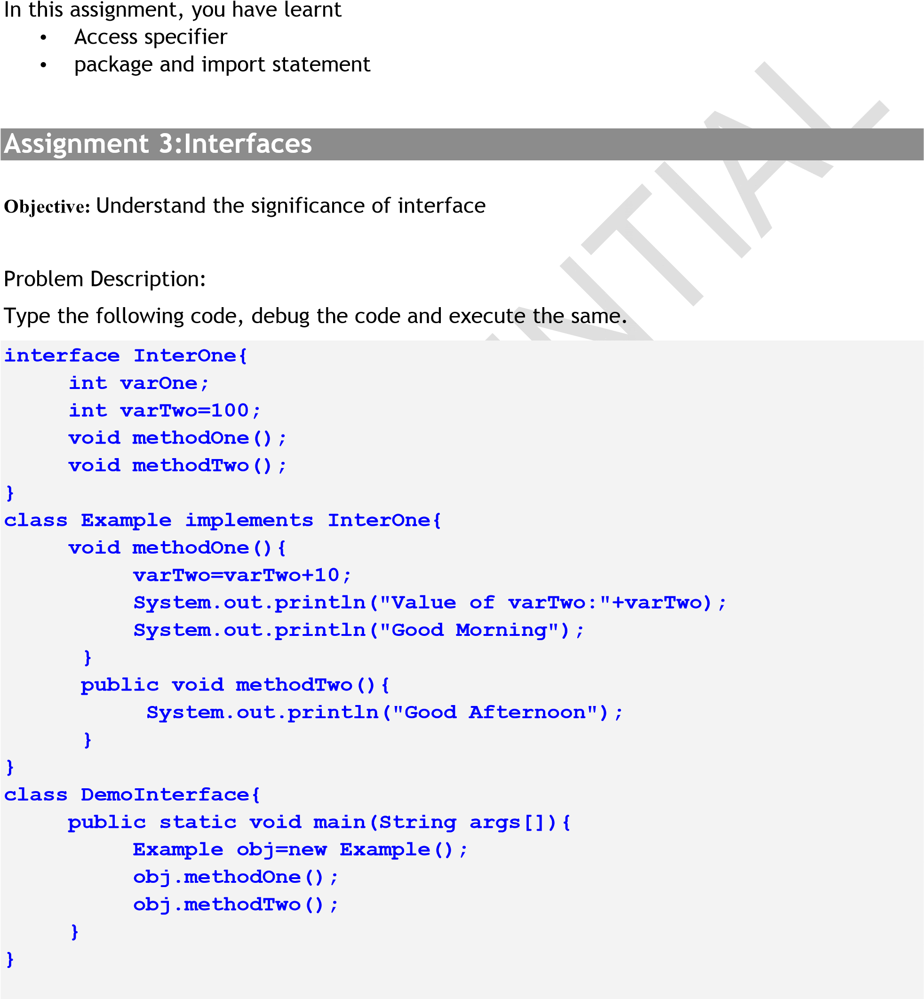 In this assignment, you have learnt
• Access specifier
• package and import statement
Assignment 3:Interfaces
Objective: Understand the significance of interface
Problem Description:
Type the following code, debug the code and execute the same.
interface InterOne{
int varOne;
int varTwo=100;
void methodOne();
void methodTwo();
}
class Example implements InterOne{
void methodOne(){
varTwo=varTwo+10;
System.out.println("Value of varTwo:"+varTwo);
System.out.println("Good Morning");
}
public void methodTwo(){
System.out.println("Good Afternoon");
}
}
class DemoInterface{
public static void main(String args[]){
Example obj=new Example();
obj.methodOne();
obj.methodTwo();
}
}